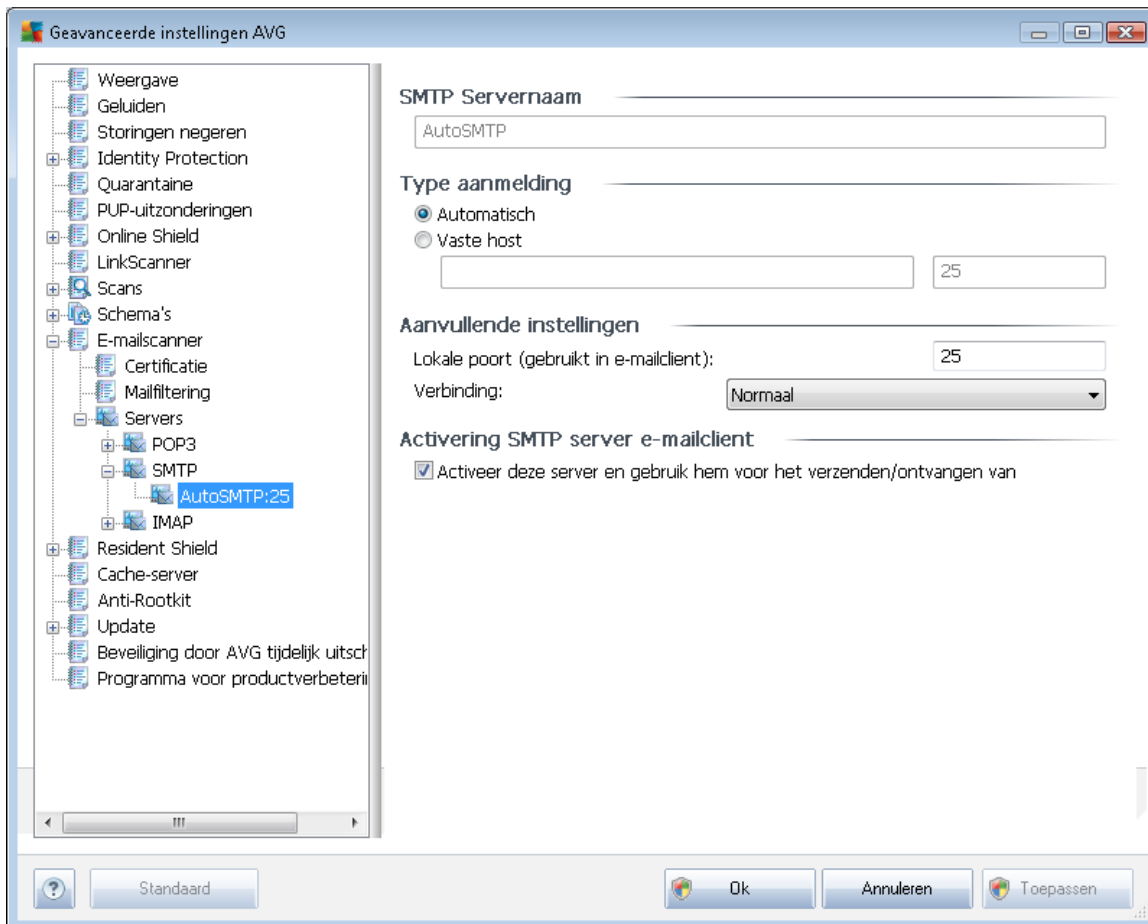 Geavanceerde instellingen AVG
Weergave
Geluiden
Storingen negeren
Identity Protection
Quarantaine
PUP-uitzonderingen
Online Shield
LinkScanner
Scans
Schema's
E-mailscanner
Certificatie
Mailfiltering
Servers
POP3
SMTP
AutoSMTP:25
IMAP
Resident Shield
Cache-server
Anti-Rootkit
Update
Beveiliging door AVG tijdelijk uitsch
Programma voor productverbeteri
SMTP Servernaam
AutoSMTP
Type aanmelding
Automatisch
Vaste host
25
Aanvullende instellingen
Lokale poort (gebruikt in e-mailclient): 25
Verbinding: Normaal
Activering SMTP server e-mailclient
Activeer deze server en gebruik hem voor het verzenden/ontvangen van
? Standaard Ok Annuleren Toepassen